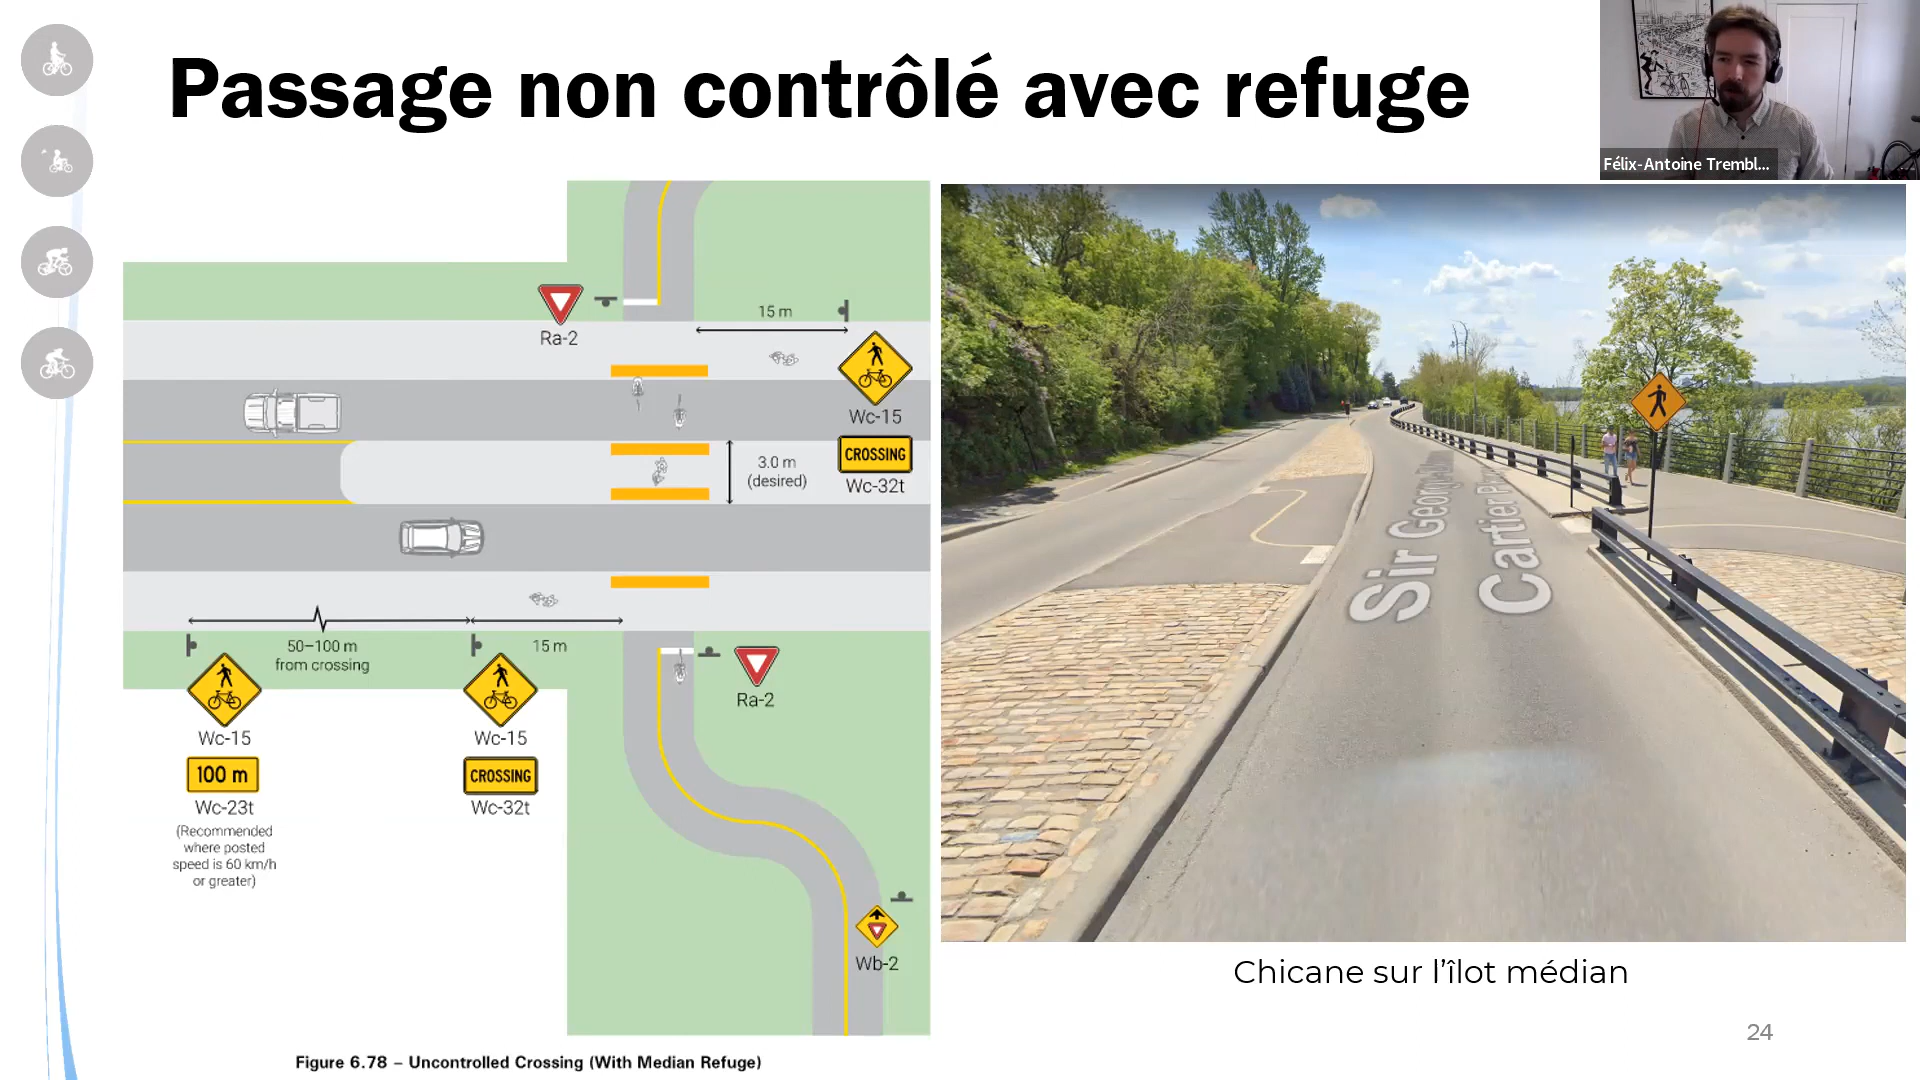 Passage non contrôlé avec refuge
Félix-Antoine Trembl...
Ra-2
15 m
Wc-15
CROSSING
Wc-32t
3.0 m
(desired)
50–100 m
from crossing
15 m
Ra-2
Wc-15
100 m
Wc-23t
(Recommended
where posted
speed is 60 km/h
or greater)
Wc-15
CROSSING
Wc-32t
Wb-2
Figure 6.78 – Uncontrolled Crossing (With Median Refuge)
Chicane sur l’îlot médian
24